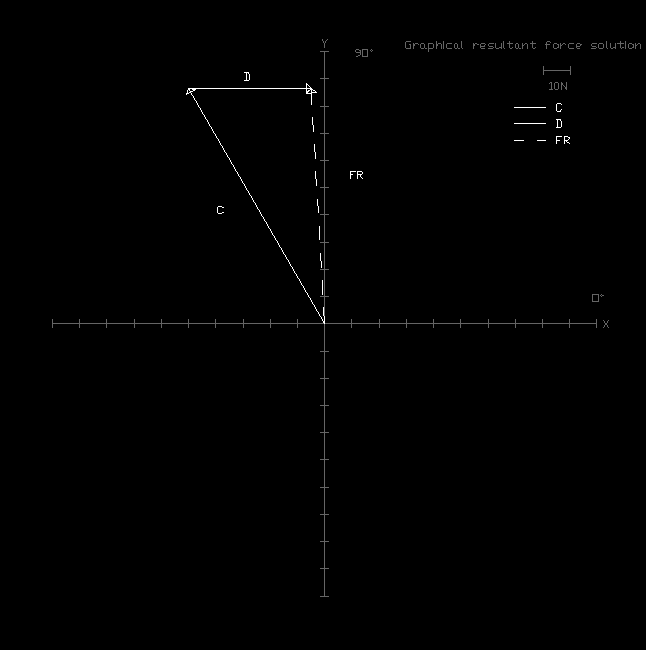 Y
90°
Graphical resultant force solution
10N
D
C
D
FR
FR
C
0°
X